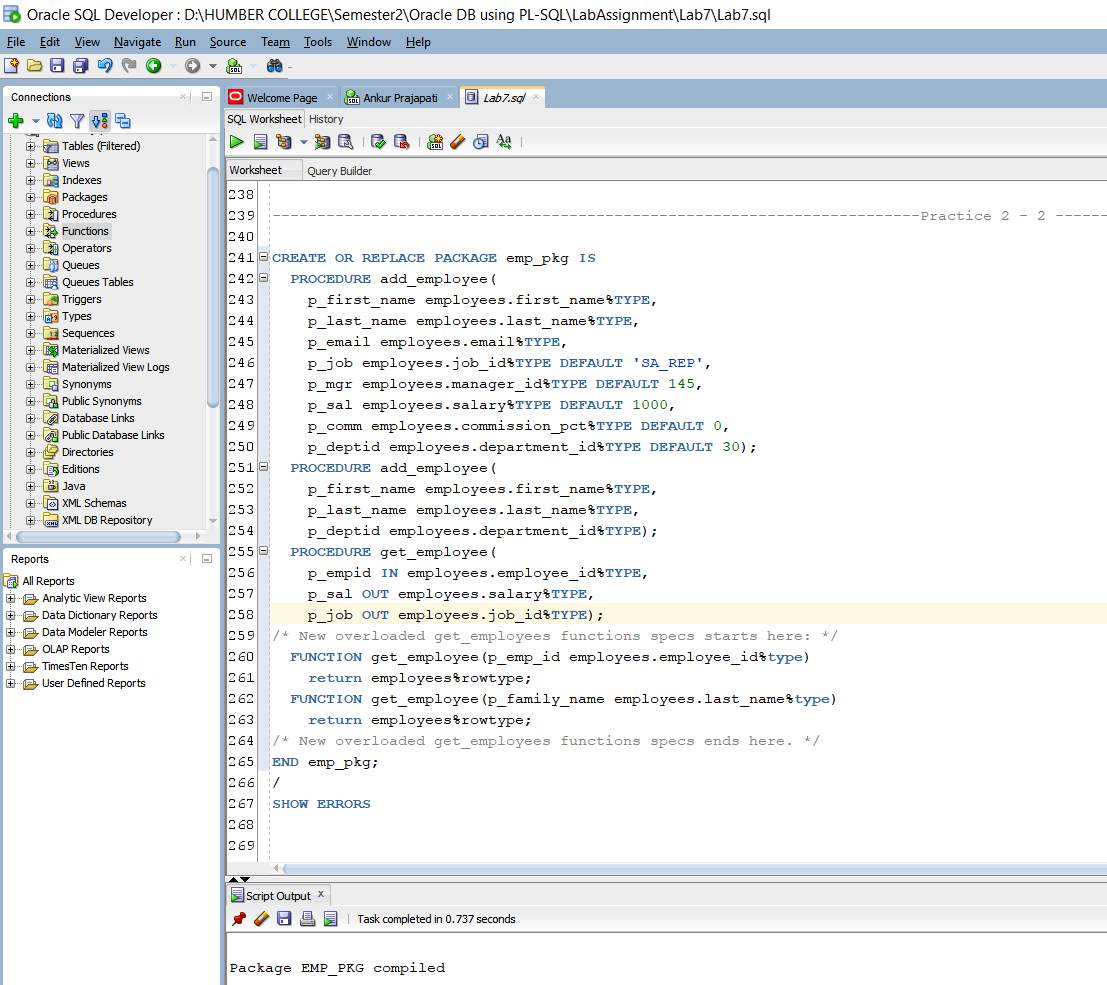 Oracle SQL Developer : D:\HUMBER COLLEGE\Semester2\Oracle DB using PL-SQL\LabAssignment\Lab7\Lab7.sql
File Edit View Navigate Run Source Team Tools Window Help
Connections
Tables (Filtered)
Views
Indexes
Packages
Procedures
Functions
Operators
Queues
Queues Tables
Triggers
Types
Sequences
Materialized Views
Materialized View Logs
Synonyms
Public Synonyms
Database Links
Public Database Links
Directories
Editions
Java
XML Schemas
XML DB Repository
Reports
All Reports
Analytic View Reports
Data Dictionary Reports
Data Modeler Reports
OLAP Reports
TimesTen Reports
User Defined Reports
Welcome Page Ankur Prajapati Lab7.sql
SQL Worksheet History
Worksheet Query Builder
238
239 ------------------------------------------------------------------------Practice 2 - 2 ------
240
241 CREATE OR REPLACE PACKAGE emp_pkg IS
242 PROCEDURE add_employee(
243 p_first_name employees.first_name%TYPE,
244 p_last_name employees.last_name%TYPE,
245 p_email employees.email%TYPE,
246 p_job employees.job_id%TYPE DEFAULT 'SA_REP',
247 p_mgr employees.manager_id%TYPE DEFAULT 145,
248 p_sal employees.salary%TYPE DEFAULT 1000,
249 p_comm employees.commission_pct%TYPE DEFAULT 0,
250 p_deptid employees.department_id%TYPE DEFAULT 30);
251 PROCEDURE add_employee(
252 p_first_name employees.first_name%TYPE,
253 p_last_name employees.last_name%TYPE,
254 p_deptid employees.department_id%TYPE);
255 PROCEDURE get_employee(
256 p_empid IN employees.employee_id%TYPE,
257 p_sal OUT employees.salary%TYPE,
258 p_job OUT employees.job_id%TYPE);
259 /* New overloaded get_employees functions specs starts here: */
260 FUNCTION get_employee(p_emp_id employees.employee_id%type)
261 return employees%rowtype;
262 FUNCTION get_employee(p_family_name employees.last_name%type)
263 return employees%rowtype;
264 /* New overloaded get_employees functions specs ends here. */
265 END emp_pkg;
266 /
267 SHOW ERRORS
268
269
Script Output
Task completed in 0.737 seconds
Package EMP_PKG compiled